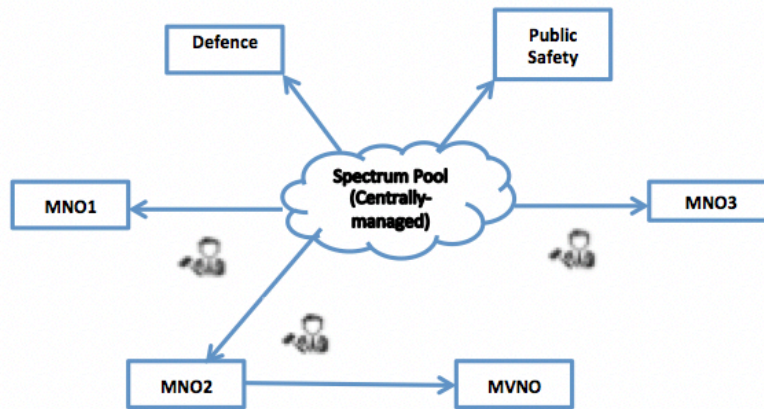 Defence
Public
Safety
Spectrum Pool
(Centrally-
managed)
MNO1
MNO3
MNO2
MVNO